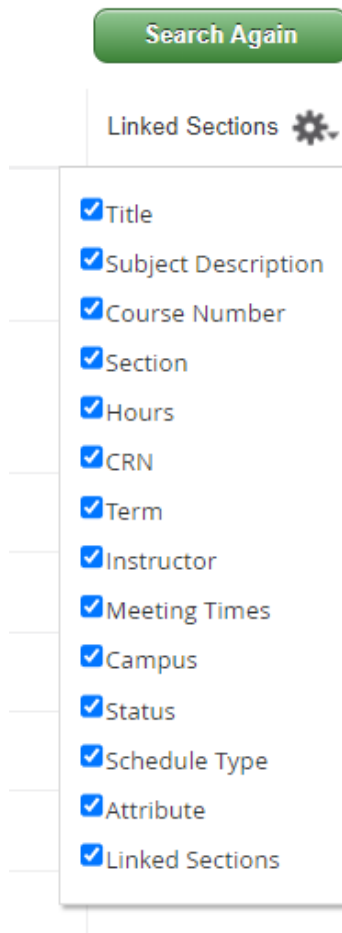 Search Again
Linked Sections
Title
Subject Description
Course Number
Section
Hours
CRN
Term
Instructor
Meeting Times
Campus
Status
Schedule Type
Attribute
Linked Sections